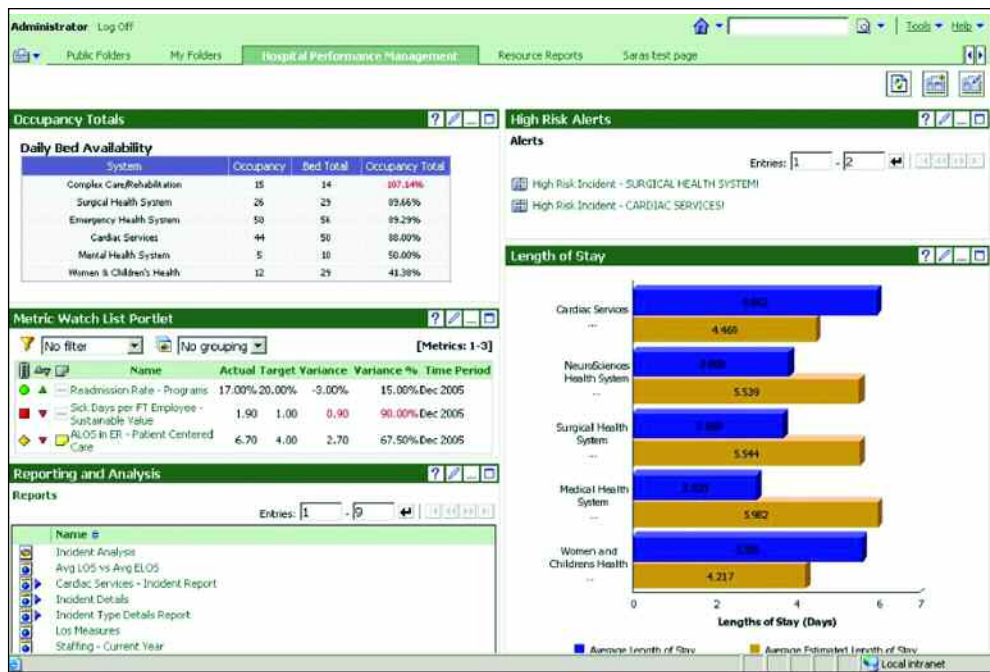 Administrator Log Off
Tools Help
Public Folders My Folders Hospital Performance Management Resource Reports Saras test page
Occupancy Totals
Daily Bed Availability
System Occupancy Bed Total Occupancy Total
Complex Care/Rehabilitation 15 14 107.14%
Surgical Health System 26 29 89.66%
Emergency Health System 50 56 89.29%
Cardiac Services 44 50 88.00%
Mental Health System 5 10 50.00%
Women & Children's Health 12 29 41.38%
Metric Watch List Portlet
No filter No grouping [Metrics: 1-3]
Name Actual Target Variance Variance % Time Period
Readmission Rate - Programs 17.00% 20.00% -3.00% 15.00% Dec 2005
Sick Days per FT Employee - Sustainable Value 1.90 1.00 0.90 90.00% Dec 2005
ALOS in ER - Patient Centered Care 6.70 4.00 2.70 67.50% Dec 2005
Reporting and Analysis
Reports
Entries: 1 - 9
Name
Incident Analysis
Avg LOS vs Avg ELOS
Cardiac Services - Incident Report
Incident Details
Incident Type Details Report
Los Measures
Staffing - Current Year
High Risk Alerts
Alerts
Entries: 1 - 2
High Risk Incident - SURGICAL HEALTH SYSTEM!
High Risk Incident - CARDIAC SERVICES!
Length of Stay
Cardiac Services
...
4.460
NeuroSciences
Health System
...
5.539
Surgical Health
System
...
5.544
Medical Health
System
...
5.982
Women and
Childrens Health
...
4.217
0 2 4 6 7
Lengths of Stay (Days)
Average Length of Stay Average Estimated Length of Stay
Local intranet